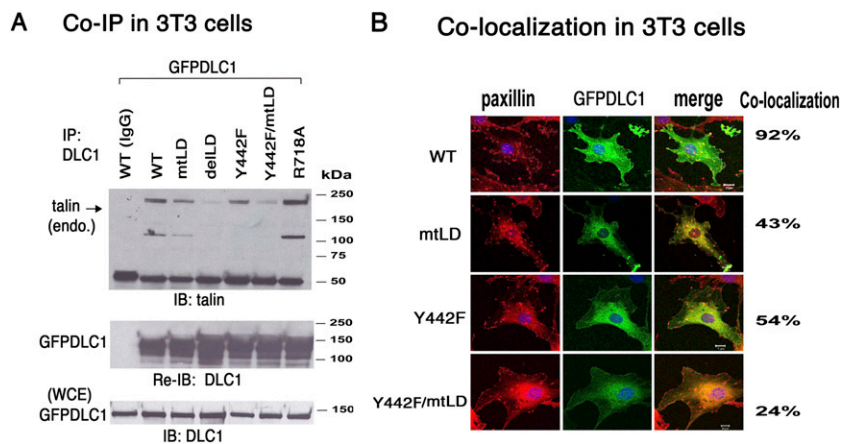 A Co-IP in 3T3 cells
GFPDLC1
IP:
DLC1
WT (IgG)
WT
mtLD
delLD
Y442F
Y442F/mtLD
R718A
kDa
talin
(endo.)
250
150
100
75
50
IB: talin
GFPDLC1
250
150
100
Re-IB: DLC1
(WCE)
GFPDLC1
150
IB: DLC1
B Co-localization in 3T3 cells
paxillin GFPDLC1 merge Co-localization
WT 92%
mtLD 43%
Y442F 54%
Y442F/mtLD 24%